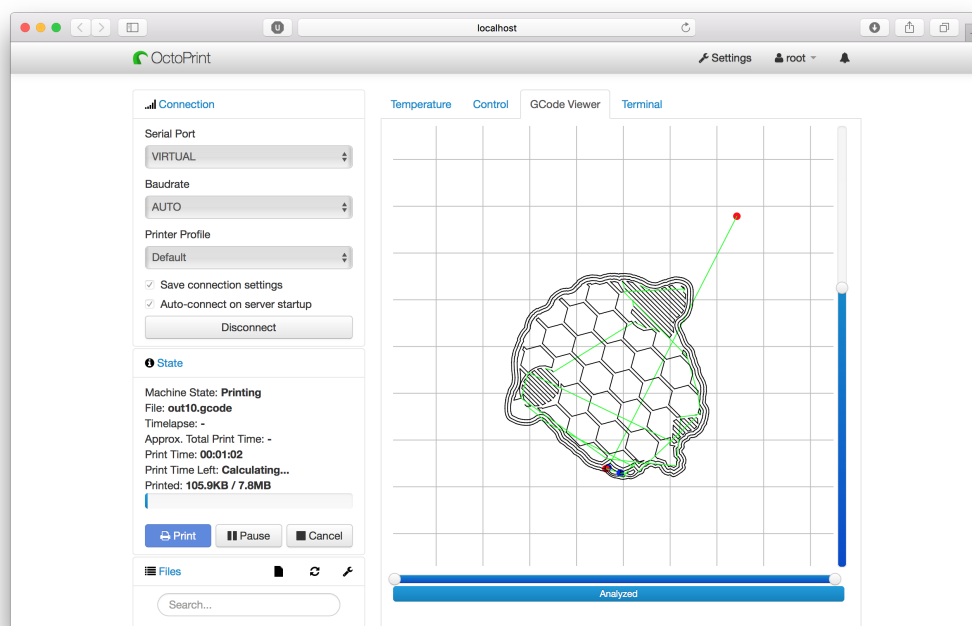 localhost
OctoPrint
Settings
root
Connection
Serial Port
VIRTUAL
Baudrate
AUTO
Printer Profile
Default
Save connection settings
Auto-connect on server startup
Disconnect
State
Machine State: Printing
File: out10.gcode
Timelapse: -
Approx. Total Print Time: -
Print Time: 00:01:02
Print Time Left: Calculating...
Printed: 105.9KB / 7.8MB
Print Pause Cancel
Files
Search...
Temperature Control GCode Viewer Terminal
Analyzed